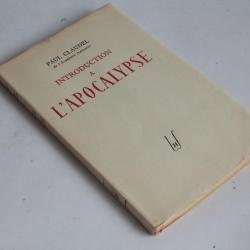 PAUL CLAUDEL
de l'Académie française
INTRODUCTION
A
L'APOCALYPSE